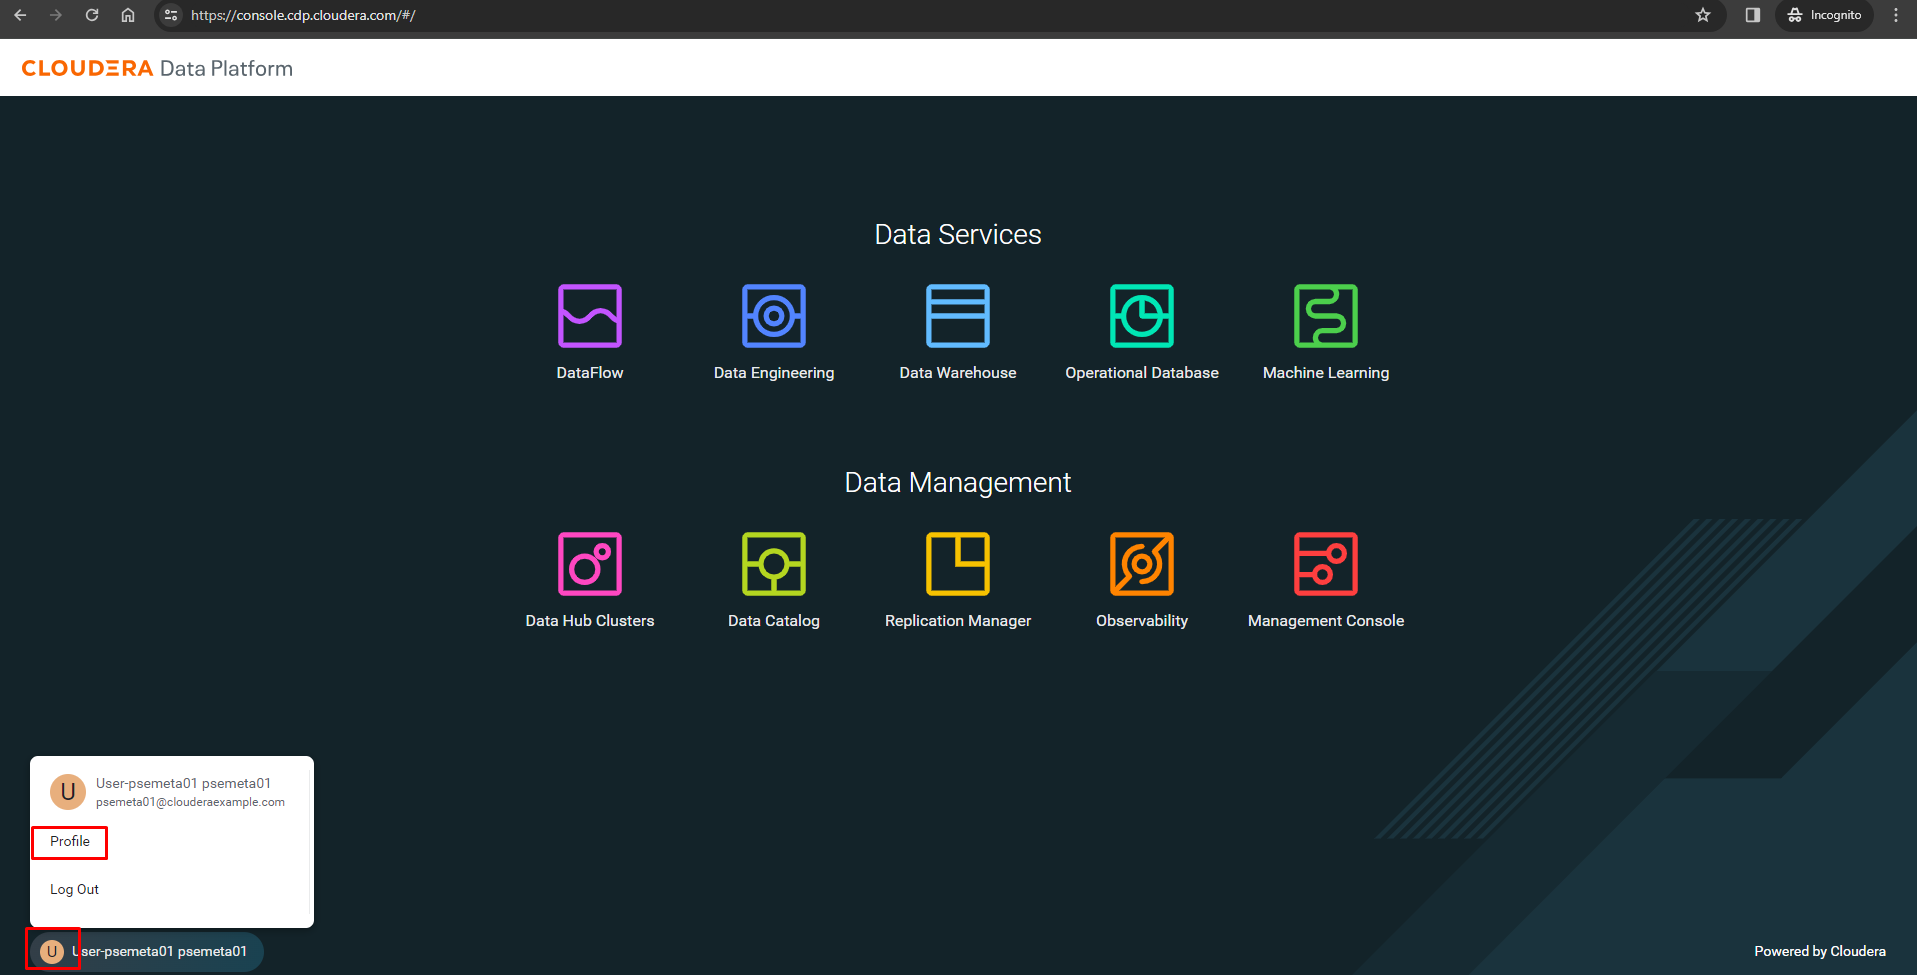 https://console.cdp.cloudera.com/#/
Incognito
CLOUDERA Data Platform
Data Services
DataFlow
Data Engineering
Data Warehouse
Operational Database
Machine Learning
Data Management
Data Hub Clusters
Data Catalog
Replication Manager
Observability
Management Console
U
User-psemeta01 psemeta01
psemeta01@clouderaexample.com
Profile
Log Out
U User-psemeta01 psemeta01
Powered by Cloudera